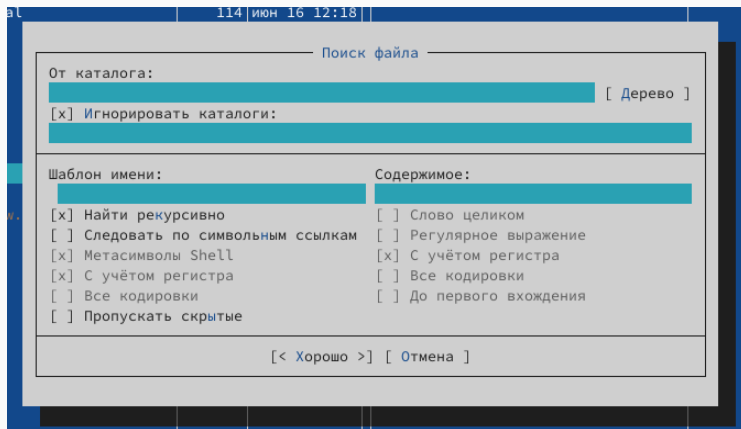 al 114 июн 16 12:18
Поиск файла
От каталога:
[ Дерево ]
[x] Игнорировать каталоги:
Шаблон имени: Содержимое:
w.
[x] Найти рекурсивно [ ] Слово целиком
[ ] Следовать по символьным ссылкам [ ] Регулярное выражение
[x] Метасимволы Shell [x] С учётом регистра
[x] С учётом регистра [ ] Все кодировки
[ ] Все кодировки [ ] До первого вхождения
[ ] Пропускать скрытые
[< Хорошо >] [ Отмена ]